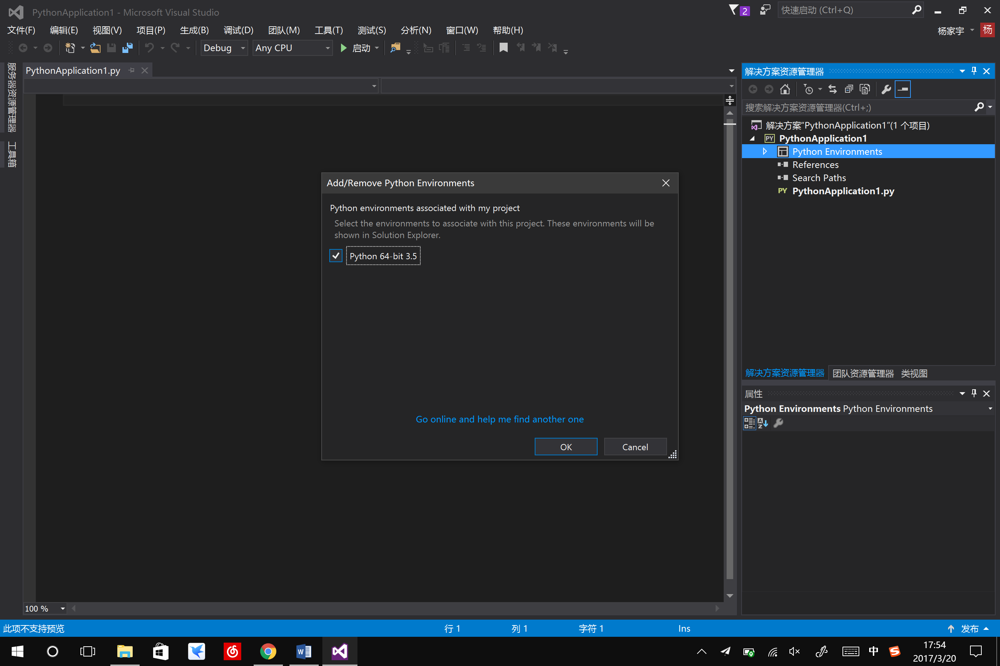 PythonApplication1 - Microsoft Visual Studio
2
快速启动 (Ctrl+Q)
文件(F) 编辑(E) 视图(V) 项目(P) 生成(B) 调试(D) 团队(M) 工具(T) 测试(S) 分析(N) 窗口(W) 帮助(H)
杨家宇
杨
Debug
Any CPU
启动
服务器资源管理器
工具箱
PythonApplication1.py
解决方案资源管理器
搜索解决方案资源管理器(Ctrl+;)
解决方案“PythonApplication1”(1 个项目)
PY PythonApplication1
Python Environments
References
Search Paths
PY PythonApplication1.py
Add/Remove Python Environments
Python environments associated with my project
Select the environments to associate with this project. These environments will be
shown in Solution Explorer.
Python 64-bit 3.5
Go online and help me find another one
OK
Cancel
解决方案资源管理器 团队资源管理器 类视图
属性
Python Environments Python Environments
100 %
此项不支持预览
行 1
列 1
字符 1
Ins
发布
中
17:54
2017/3/20